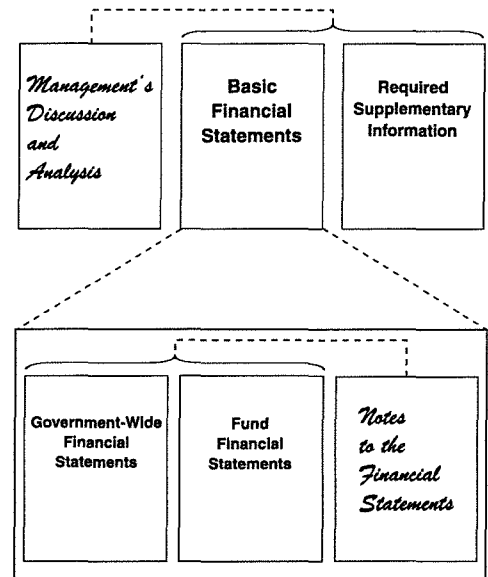 Management's
Discussion
and
Analysis
Basic
Financial
Statements
Required
Supplementary
Information
Government-Wide
Financial
Statements
Fund
Financial
Statements
Notes
to the
Financial
Statements